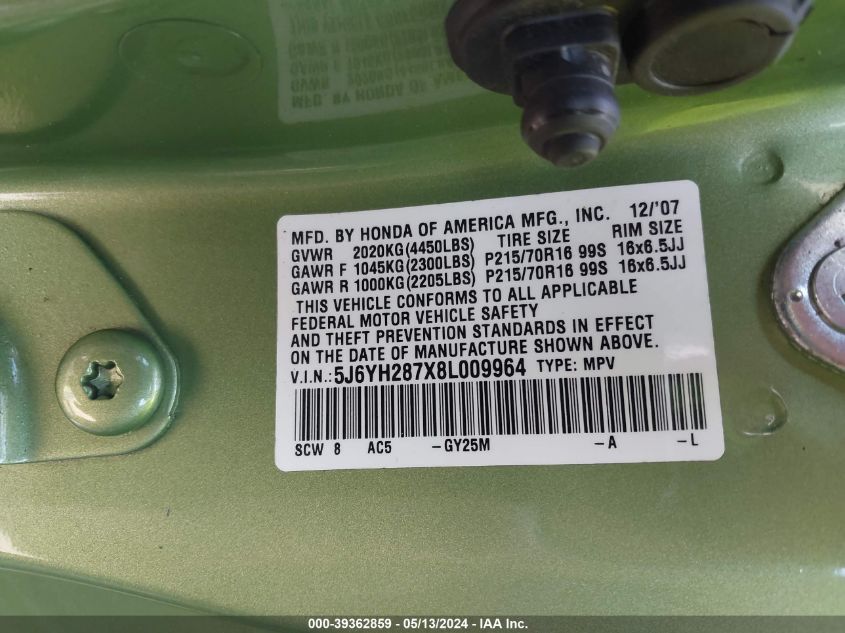 MFD. BY HONDA OF AMERICA MFG., INC. 12/'07
GVWR 2020KG(4450LBS) TIRE SIZE RIM SIZE
GAWR F 1045KG(2300LBS) P215/70R16 99S 16x6.5JJ
GAWR R 1000KG(2205LBS) P215/70R16 99S 16x6.5JJ
THIS VEHICLE CONFORMS TO ALL APPLICABLE
FEDERAL MOTOR VEHICLE SAFETY
AND THEFT PREVENTION STANDARDS IN EFFECT
ON THE DATE OF MANUFACTURE SHOWN ABOVE.
V.I.N.:5J6YH287X8L009964 TYPE: MPV
SCW 8 AC5 -GY25M -A -L
000-39362859 - 05/13/2024 - IAA Inc.